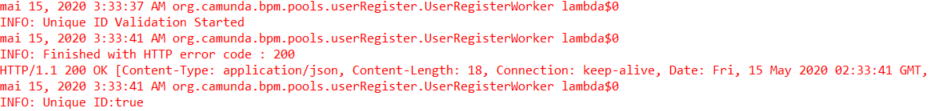 mai 15, 2020 3:33:37 AM org.camunda.bpm.pools.userRegister.UserRegisterWorker lambda$0
INFO: Unique ID Validation Started
mai 15, 2020 3:33:41 AM org.camunda.bpm.pools.userRegister.UserRegisterWorker lambda$0
INFO: Finished with HTTP error code : 200
HTTP/1.1 200 OK [Content-Type: application/json, Content-Length: 18, Connection: keep-alive, Date: Fri, 15 May 2020 02:33:41 GMT,
mai 15, 2020 3:33:41 AM org.camunda.bpm.pools.userRegister.UserRegisterWorker lambda$0
INFO: Unique ID:true